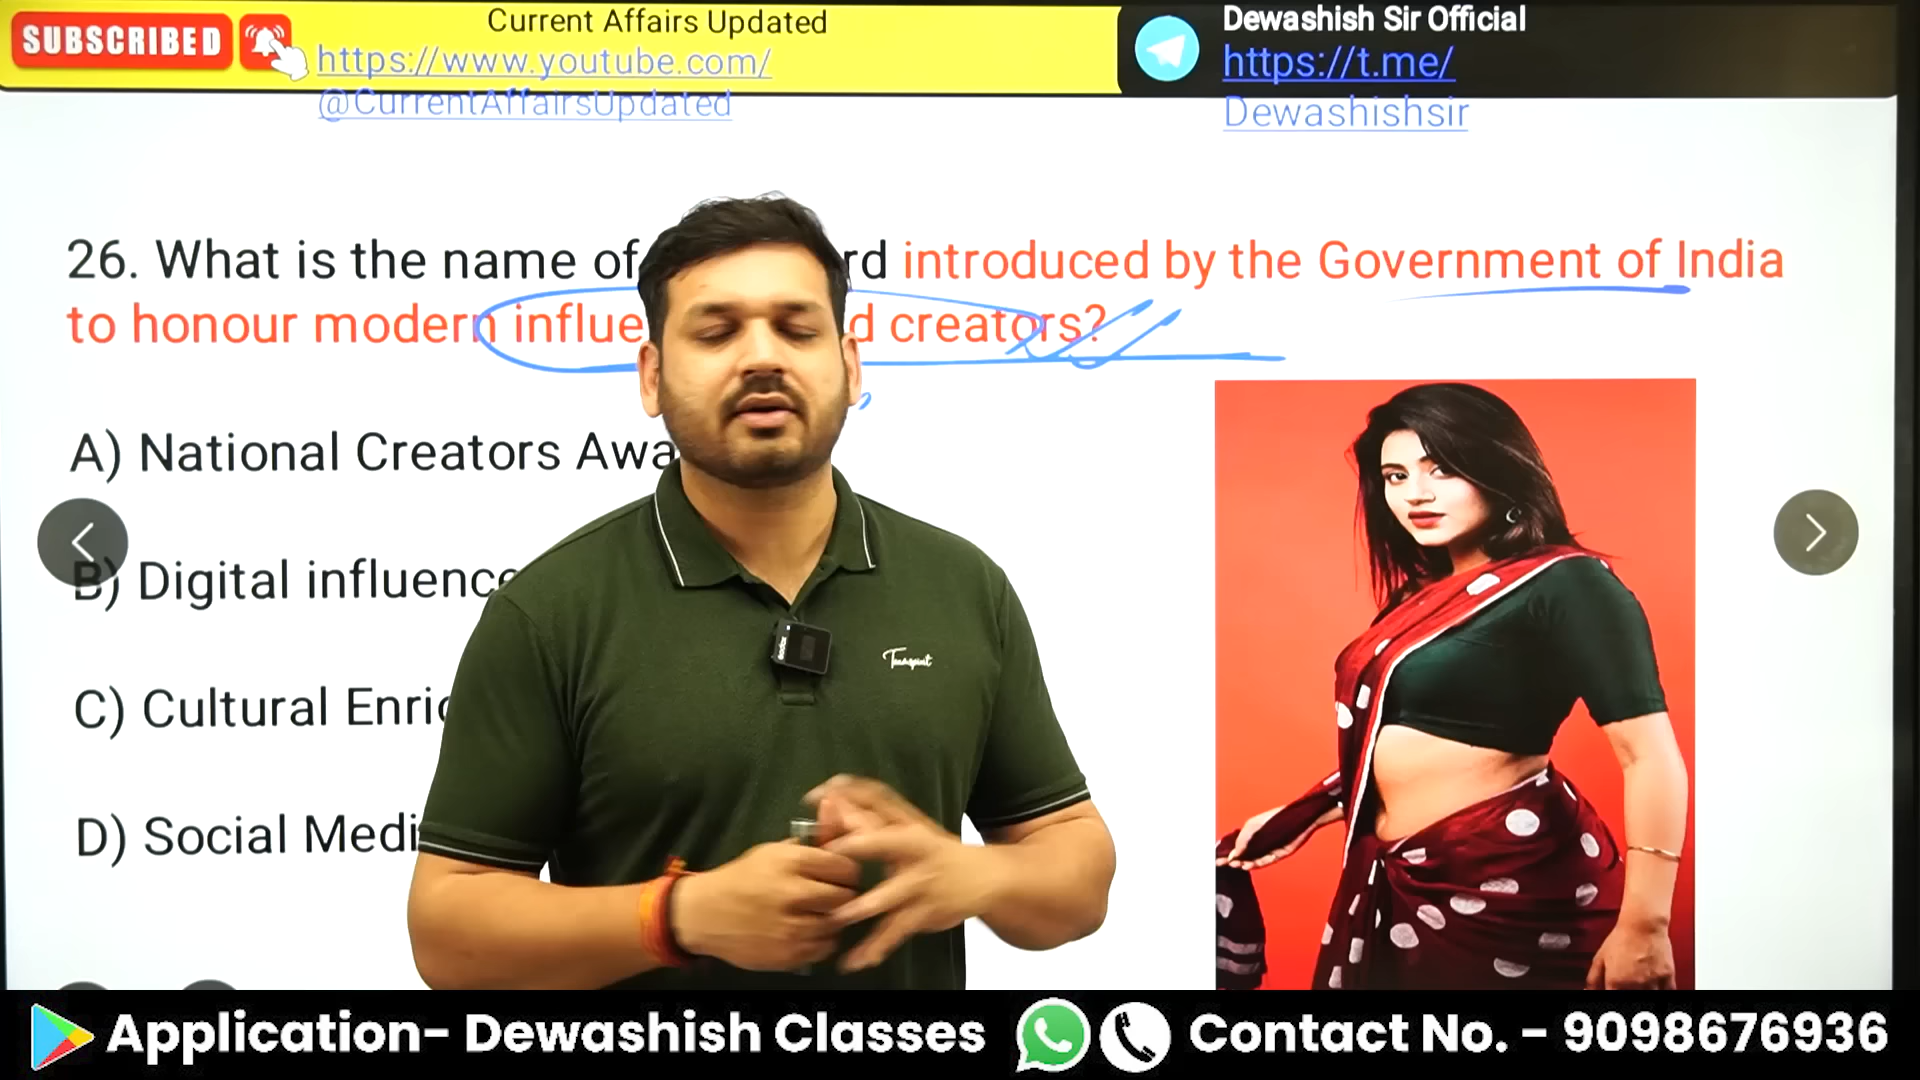 SUBSCRIBED
Current Affairs Updated
https://www.youtube.com/
@CurrentAffairsUpdated
Dewashish Sir Official
https://t.me/
Dewashishsir
26. What is the name of rd introduced by the Government of India
to honour modern influe d creators?
A) National Creators Awa
B) Digital influence
C) Cultural Enric
D) Social Medi
Application- Dewashish Classes
Contact No. - 9098676936